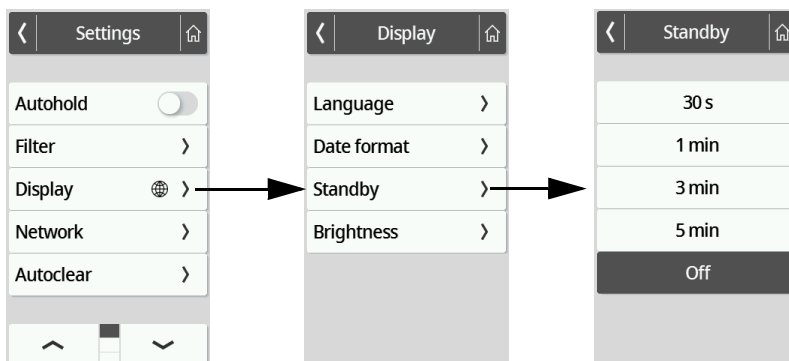 Settings
Autohold
Filter
Display
Network
Autoclear
Display
Language
Date format
Standby
Brightness
Standby
30 s
1 min
3 min
5 min
Off